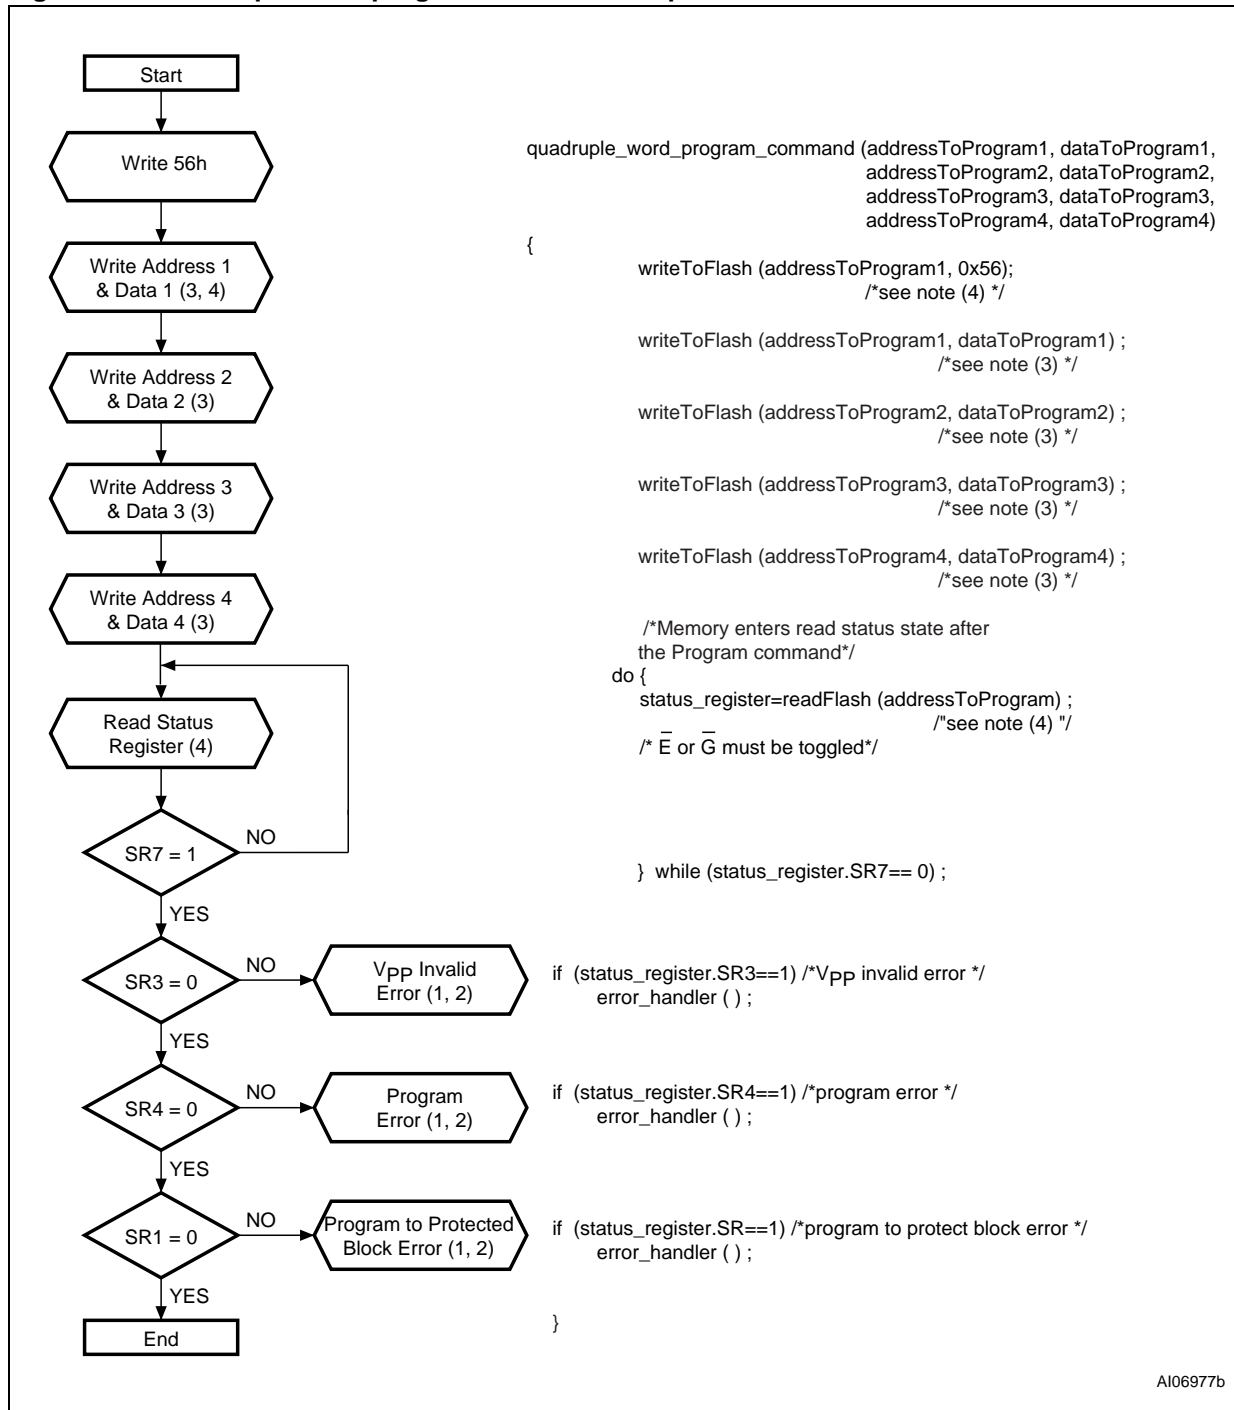 Start
Write 56h
Write Address 1
& Data 1 (3, 4)
Write Address 2
& Data 2 (3)
Write Address 3
& Data 3 (3)
Write Address 4
& Data 4 (3)
Read Status
Register (4)
SR7 = 1
NO
YES
SR3 = 0
NO
VPP Invalid
Error (1, 2)
YES
SR4 = 0
NO
Program
Error (1, 2)
YES
SR1 = 0
NO
Program to Protected
Block Error (1, 2)
YES
End
quadruple_word_program_command (addressToProgram1, dataToProgram1,
addressToProgram2, dataToProgram2,
addressToProgram3, dataToProgram3,
addressToProgram4, dataToProgram4)
{
writeToFlash (addressToProgram1, 0x56);
/*see note (4) */
writeToFlash (addressToProgram1, dataToProgram1) ;
/*see note (3) */
writeToFlash (addressToProgram2, dataToProgram2) ;
/*see note (3) */
writeToFlash (addressToProgram3, dataToProgram3) ;
/*see note (3) */
writeToFlash (addressToProgram4, dataToProgram4) ;
/*see note (3) */
/*Memory enters read status state after
the Program command*/
do {
status_register=readFlash (addressToProgram) ;
/"see note (4) "/
/* E̅ or G̅ must be toggled*/
} while (status_register.SR7== 0) ;
if (status_register.SR3==1) /*VPP invalid error */
error_handler ( ) ;
if (status_register.SR4==1) /*program error */
error_handler ( ) ;
if (status_register.SR==1) /*program to protect block error */
error_handler ( ) ;
}
AI06977b